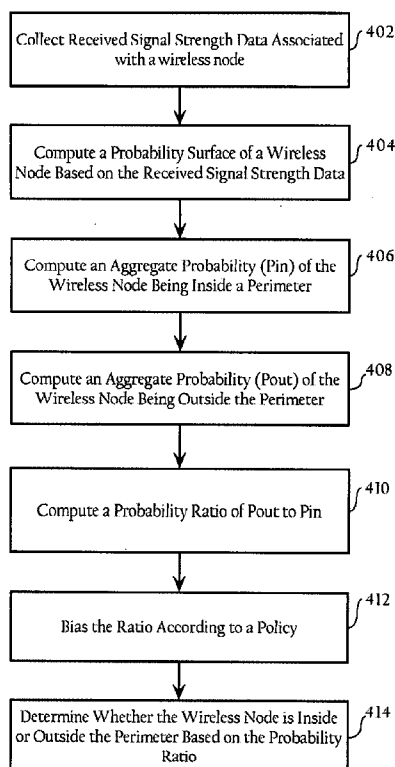 Collect Received Signal Strength Data Associated
with a wireless node
402
Compute a Probability Surface of a Wireless
Node Based on the Received Signal Strength Data
404
Compute an Aggregate Probability (Pin) of the
Wireless Node Being Inside a Perimeter
406
Compute an Aggregate Probability (Pout) of the
Wireless Node Being Outside the Perimeter
408
Compute a Probability Ratio of Pout to Pin
410
Bias the Ratio According to a Policy
412
Determine Whether the Wireless Node is Inside
or Outside the Perimeter Based on the Probability
Ratio
414